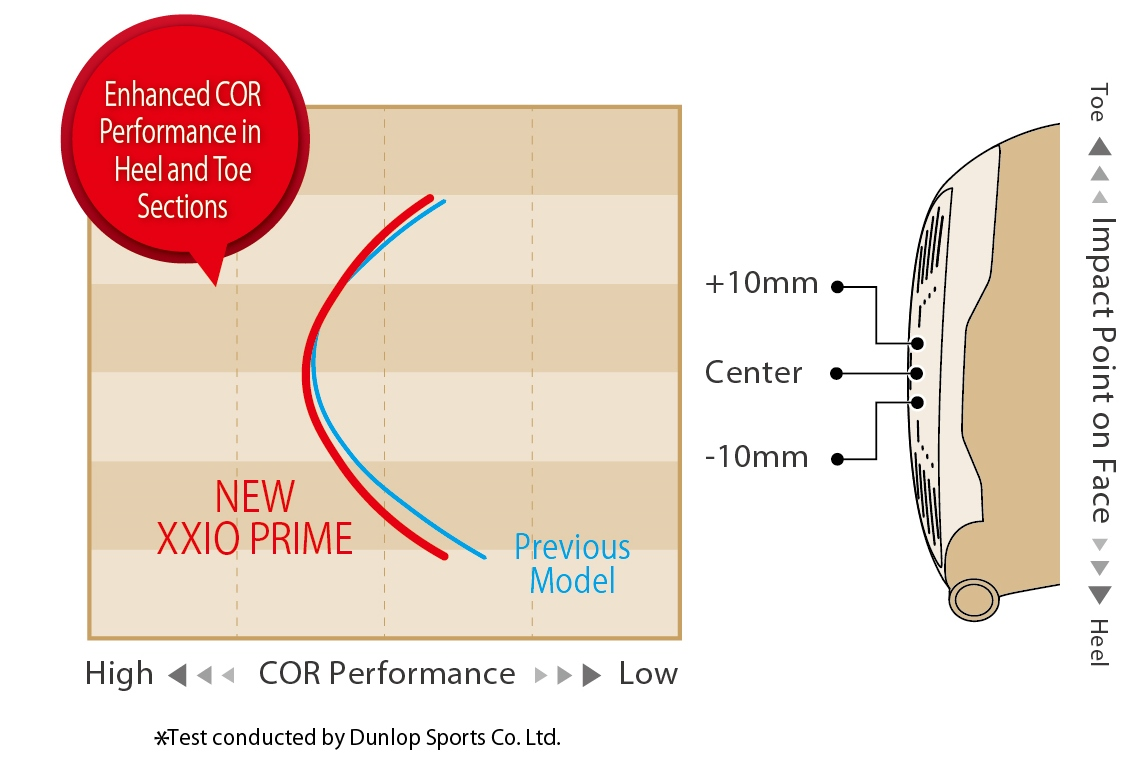 Enhanced COR
Performance in
Heel and Toe
Sections
NEW
XXIO PRIME
Previous
Model
High
COR Performance
Low
+10mm
Center
-10mm
Toe
Impact Point on Face
Heel
*Test conducted by Dunlop Sports Co. Ltd.